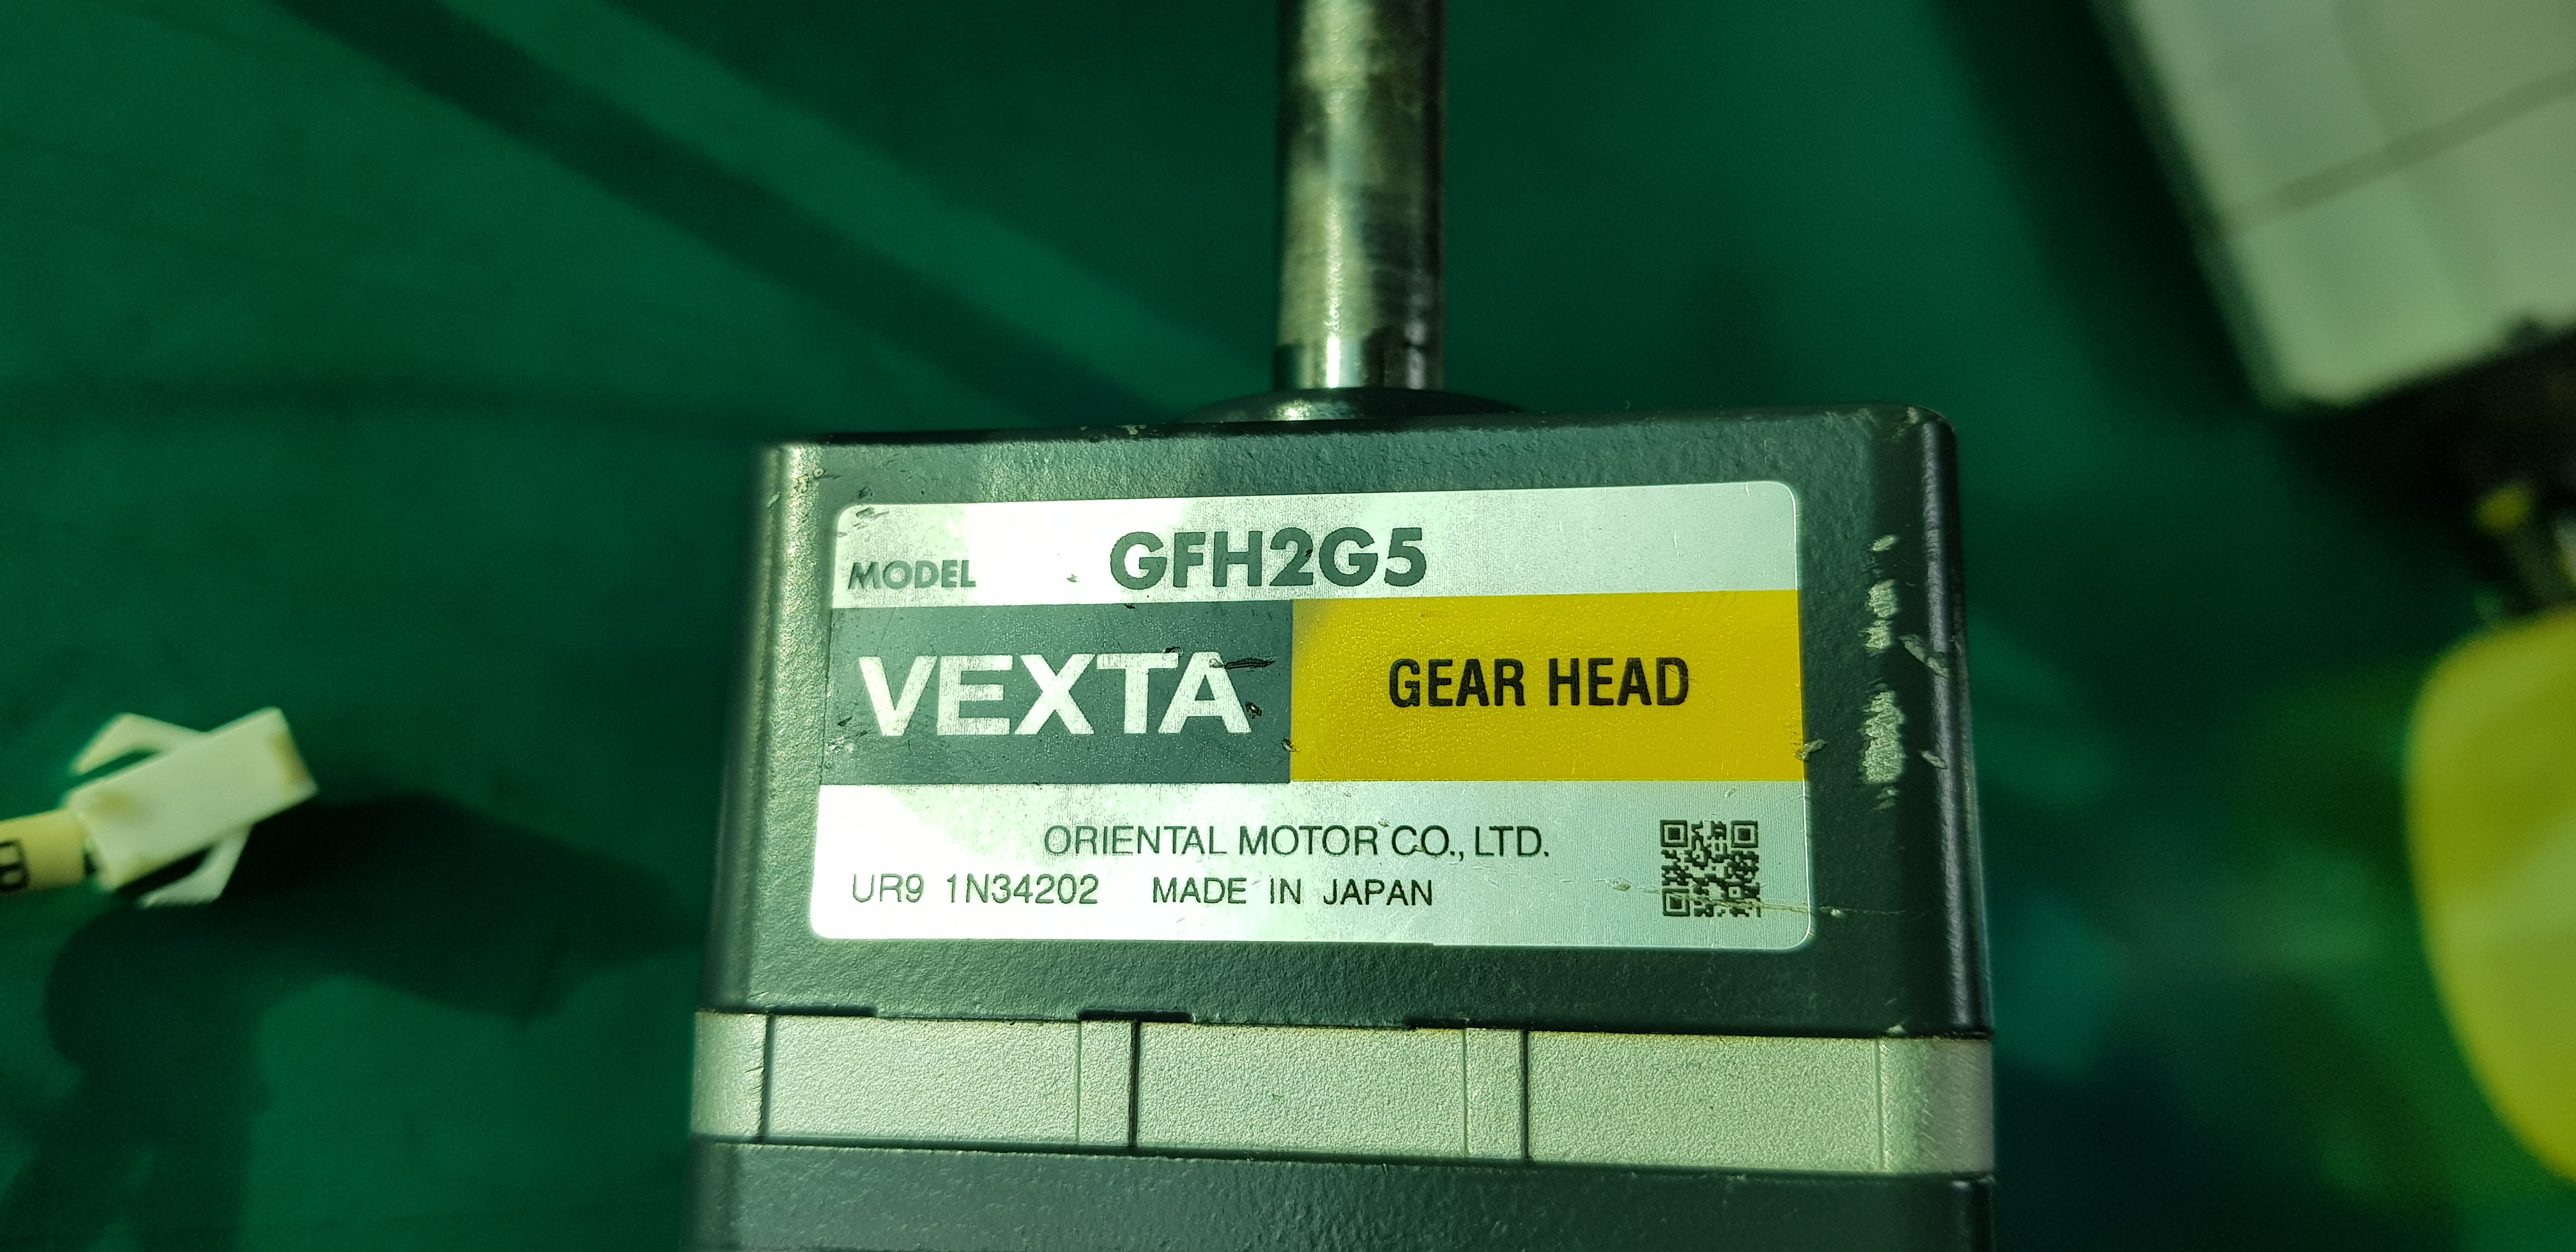 MODEL GFH2G5
VEXTA GEAR HEAD
ORIENTAL MOTOR CO., LTD.
UR9 1N34202 MADE IN JAPAN